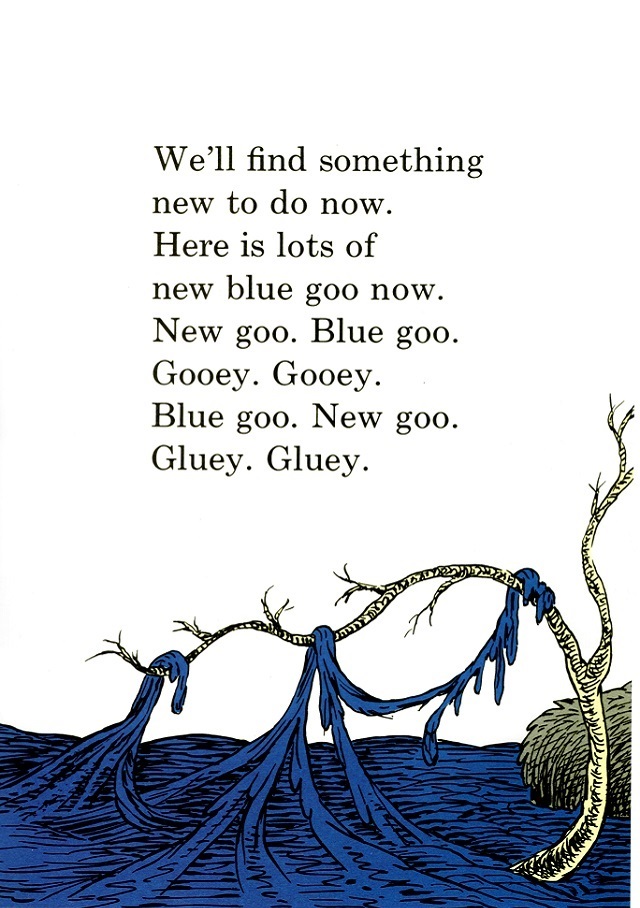 We'll find something
new to do now.
Here is lots of
new blue goo now.
New goo. Blue goo.
Gooey. Gooey.
Blue goo. New goo.
Gluey. Gluey.